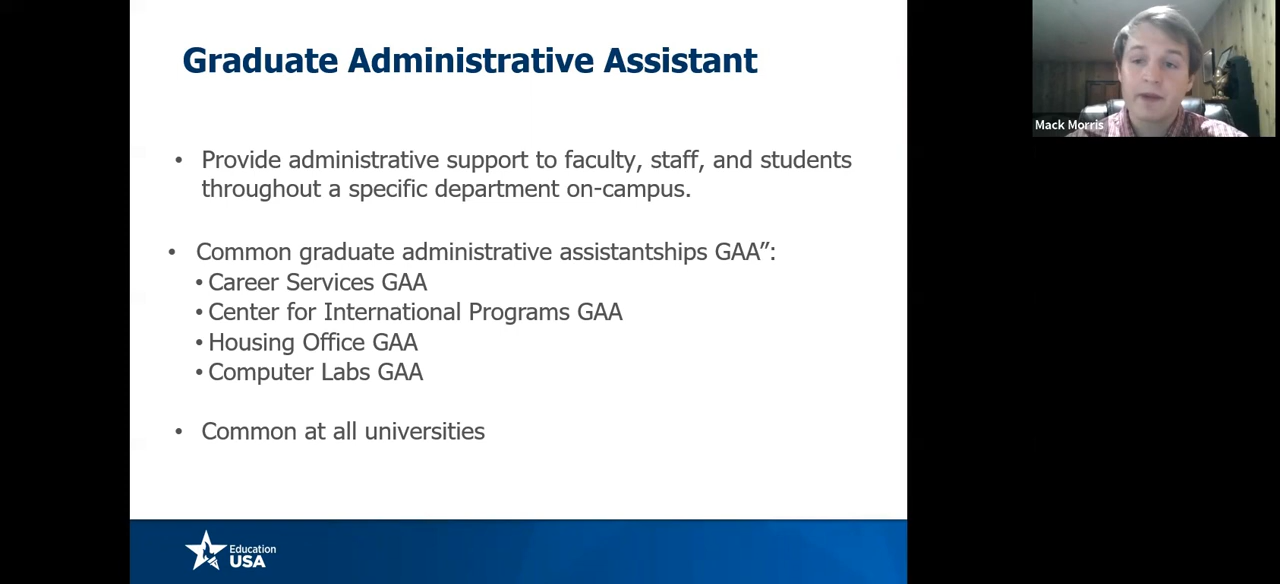 Graduate Administrative Assistant
• Provide administrative support to faculty, staff, and students
throughout a specific department on-campus.
• Common graduate administrative assistantships GAA”:
• Career Services GAA
• Center for International Programs GAA
• Housing Office GAA
• Computer Labs GAA
• Common at all universities
Education
USA
Mack Morris